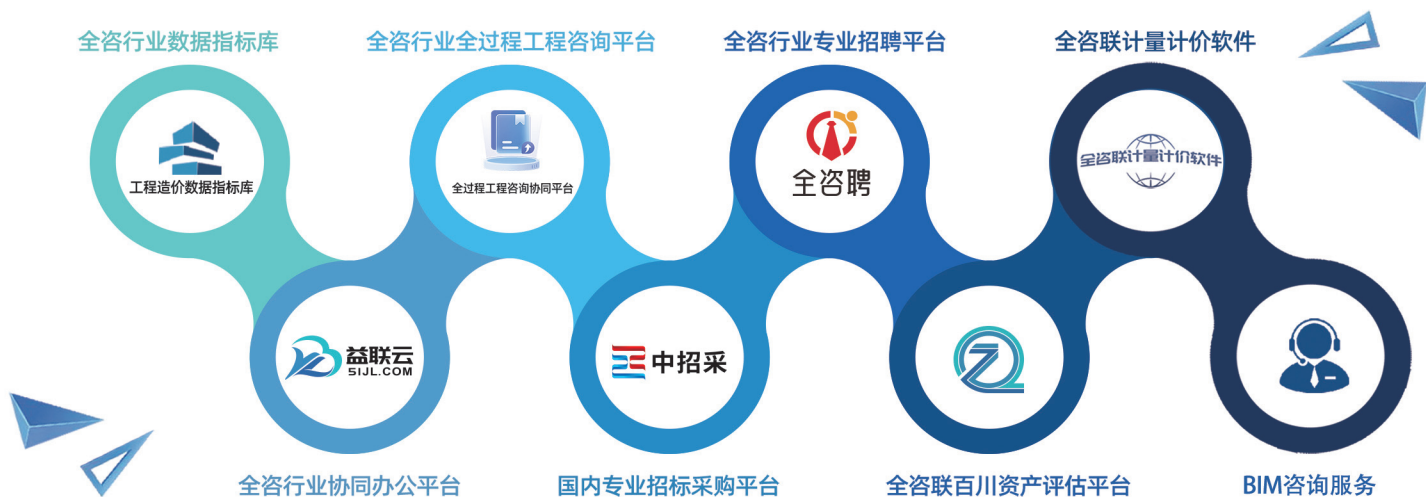 全咨行业数据指标库
全咨行业全过程工程咨询平台
全咨行业专业招聘平台
全咨联计量计价软件
工程造价数据指标库
全过程工程咨询协同平台
全咨聘
全咨联计量计价软件
益联云
51JL.COM
中招采
全咨行业协同办公平台
国内专业招标采购平台
全咨联百川资产评估平台
BIM咨询服务